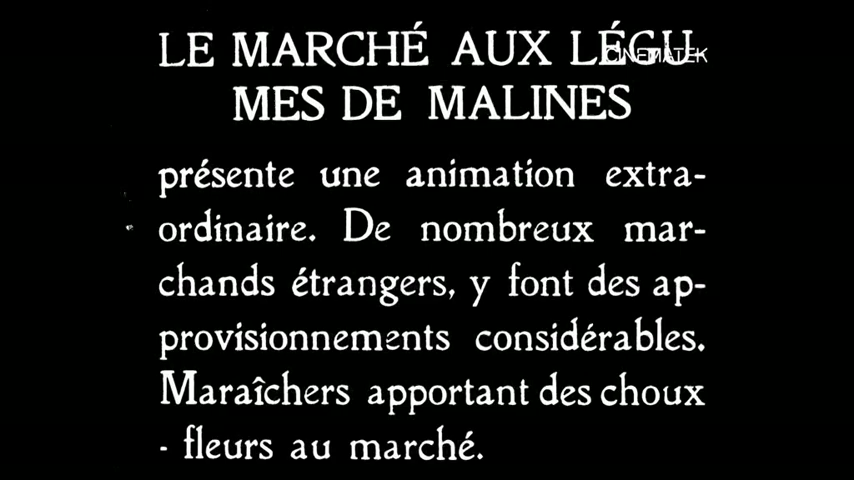 LE MARCHÉ AUX LÉGU
MES DE MALINES
CINEMATEK
présente une animation extra-
ordinaire. De nombreux mar-
chands étrangers, y font des ap-
provisionnements considérables.
Maraîchers apportant des choux
- fleurs au marché.